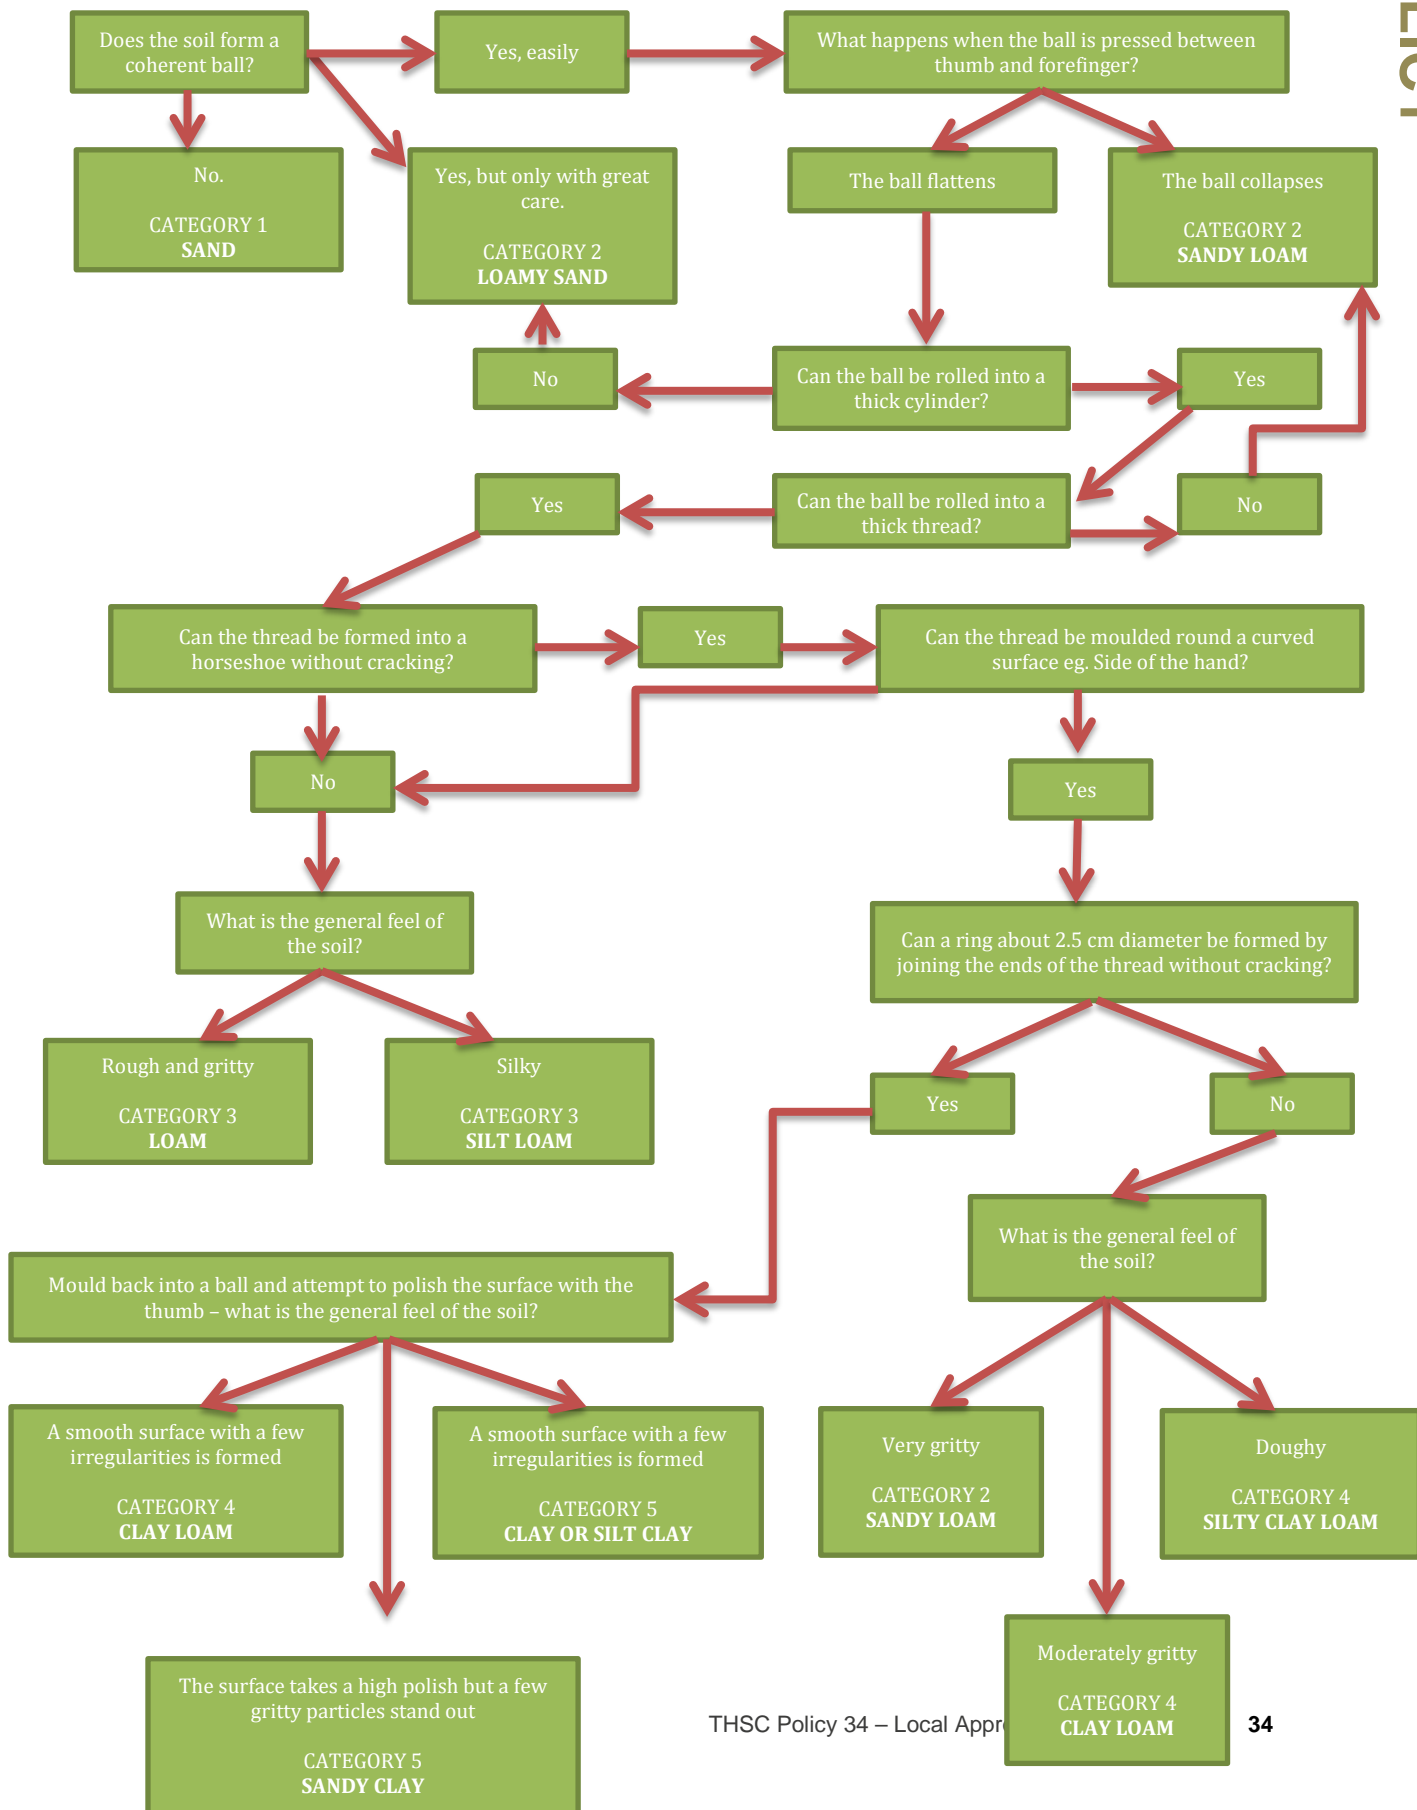 Does the soil form a
coherent ball?
Yes, easily
What happens when the ball is pressed between
thumb and forefinger?
No.
CATEGORY 1
SAND
Yes, but only with great
care.
CATEGORY 2
LOAMY SAND
The ball flattens
The ball collapses
CATEGORY 2
SANDY LOAM
No
Can the ball be rolled into a
thick cylinder?
Yes
Yes
Can the ball be rolled into a
thick thread?
No
Can the thread be formed into a
horseshoe without cracking?
Yes
Can the thread be moulded round a curved
surface eg. Side of the hand?
No
Yes
What is the general feel of
the soil?
Can a ring about 2.5 cm diameter be formed by
joining the ends of the thread without cracking?
Rough and gritty
CATEGORY 3
LOAM
Silky
CATEGORY 3
SILT LOAM
Yes
No
What is the general feel of
the soil?
Mould back into a ball and attempt to polish the surface with the
thumb – what is the general feel of the soil?
A smooth surface with a few
irregularities is formed
CATEGORY 4
CLAY LOAM
A smooth surface with a few
irregularities is formed
CATEGORY 5
CLAY OR SILT CLAY
Very gritty
CATEGORY 2
SANDY LOAM
Doughy
CATEGORY 4
SILTY CLAY LOAM
Moderately gritty
CATEGORY 4
CLAY LOAM
The surface takes a high polish but a few
gritty particles stand out
CATEGORY 5
SANDY CLAY
THSC Policy 34 – Local Appr
34